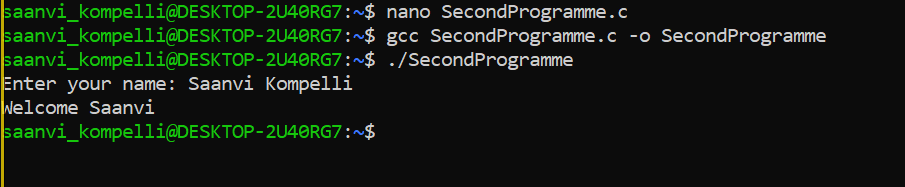 saanvi_kompelli@DESKTOP-2U40RG7:~$ nano SecondProgramme.c
saanvi_kompelli@DESKTOP-2U40RG7:~$ gcc SecondProgramme.c -o SecondProgramme
saanvi_kompelli@DESKTOP-2U40RG7:~$ ./SecondProgramme
Enter your name: Saanvi Kompelli
Welcome Saanvi
saanvi_kompelli@DESKTOP-2U40RG7:~$